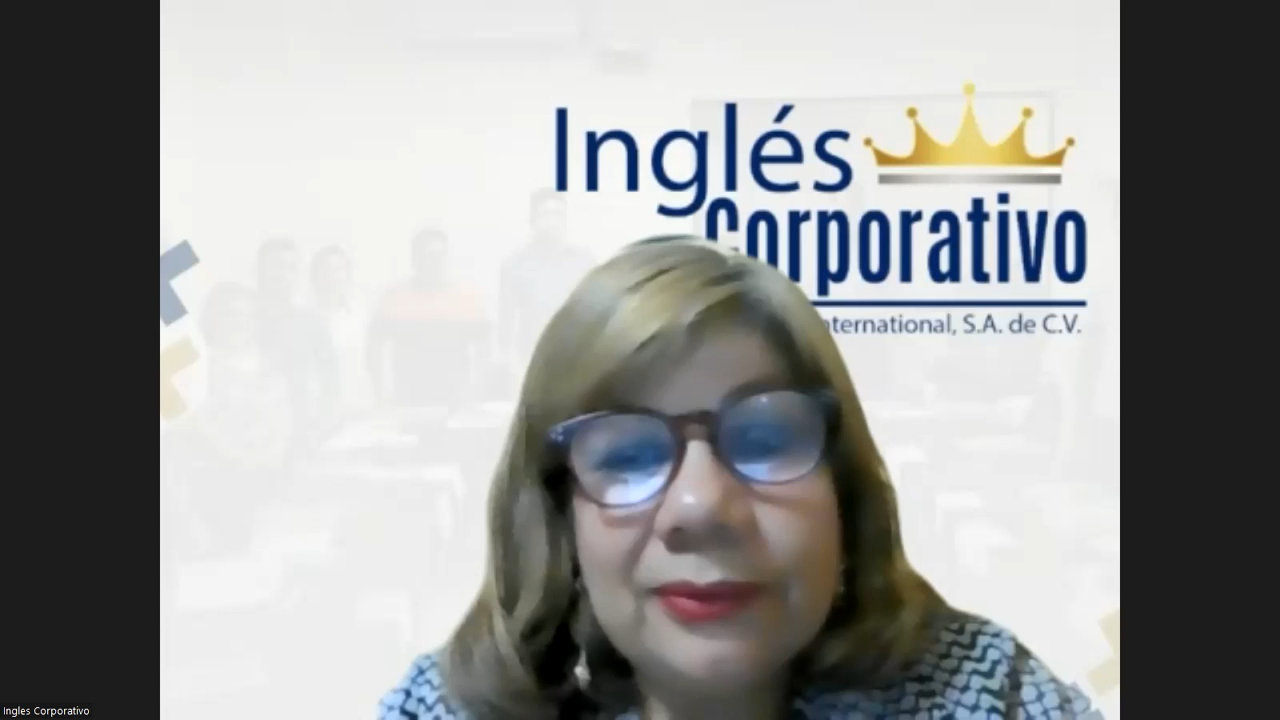 Inglés
Corporativo
International, S.A. de C.V.
Ingles Corporativo